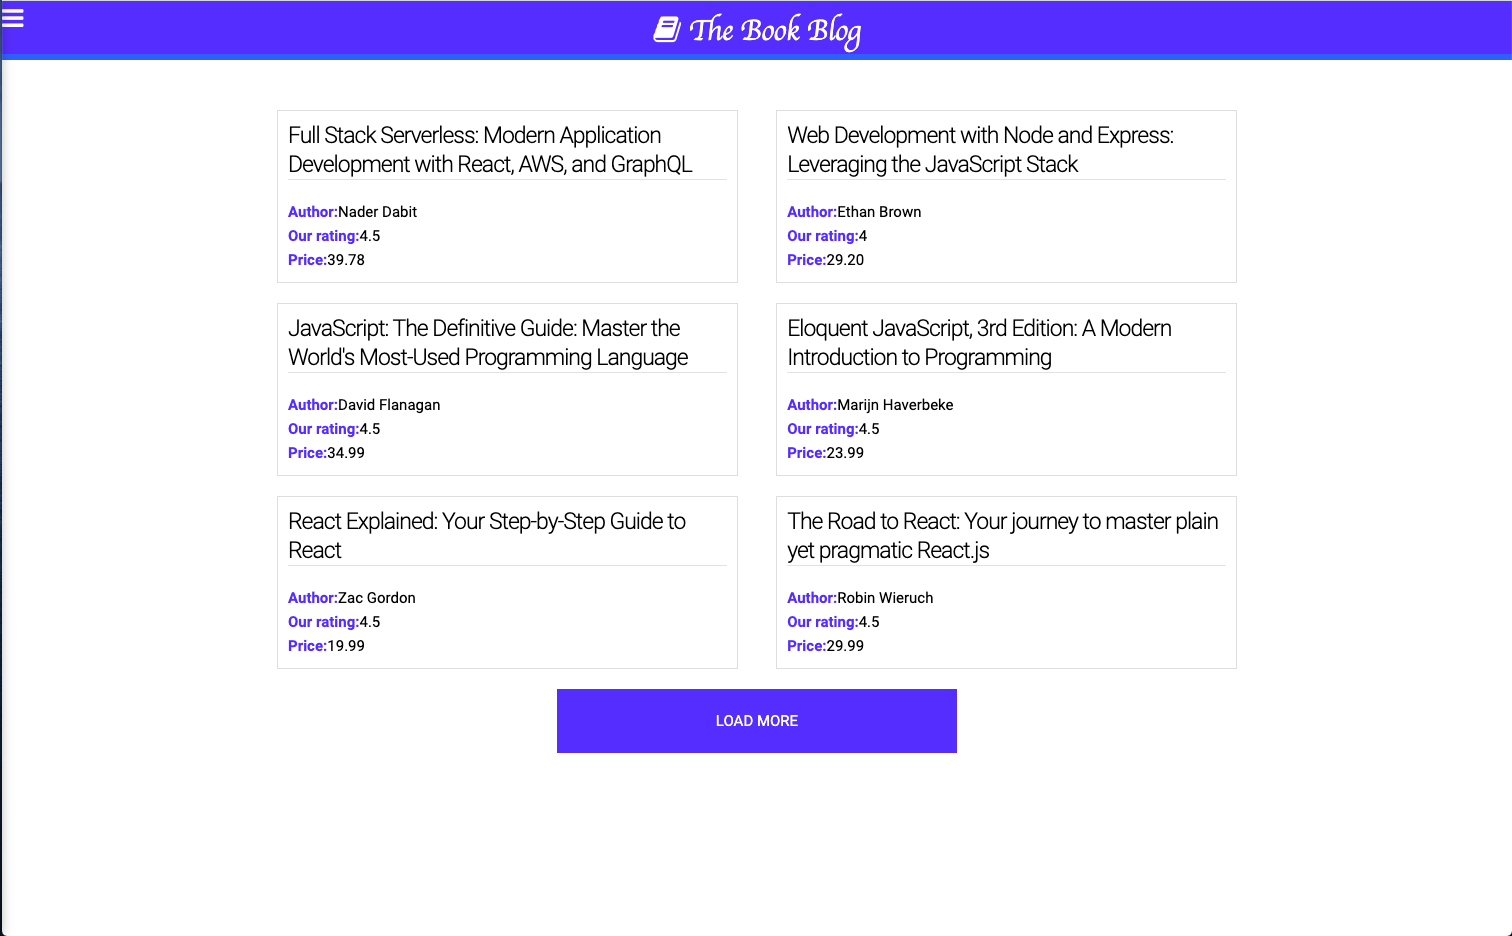 The Book Blog
Full Stack Serverless: Modern Application
Development with React, AWS, and GraphQL
Author:Nader Dabit
Our rating:4.5
Price:39.78
Web Development with Node and Express:
Leveraging the JavaScript Stack
Author:Ethan Brown
Our rating:4
Price:29.20
JavaScript: The Definitive Guide: Master the
World's Most-Used Programming Language
Author:David Flanagan
Our rating:4.5
Price:34.99
Eloquent JavaScript, 3rd Edition: A Modern
Introduction to Programming
Author:Marijn Haverbeke
Our rating:4.5
Price:23.99
React Explained: Your Step-by-Step Guide to
React
Author:Zac Gordon
Our rating:4.5
Price:19.99
The Road to React: Your journey to master plain
yet pragmatic React.js
Author:Robin Wieruch
Our rating:4.5
Price:29.99
LOAD MORE